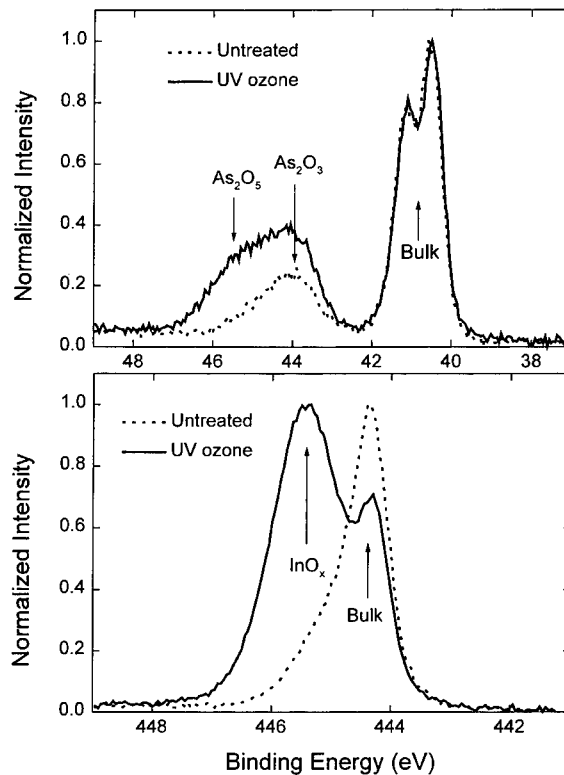 1.0
0.8
0.6
0.4
0.2
0.0
Normalized Intensity
Untreated
UV ozone
As₂O₅
As₂O₃
Bulk
48 46 44 42 40 38
1.0
0.8
0.6
0.4
0.2
0.0
Normalized Intensity
Untreated
UV ozone
InOₓ
Bulk
448 446 444 442
Binding Energy (eV)